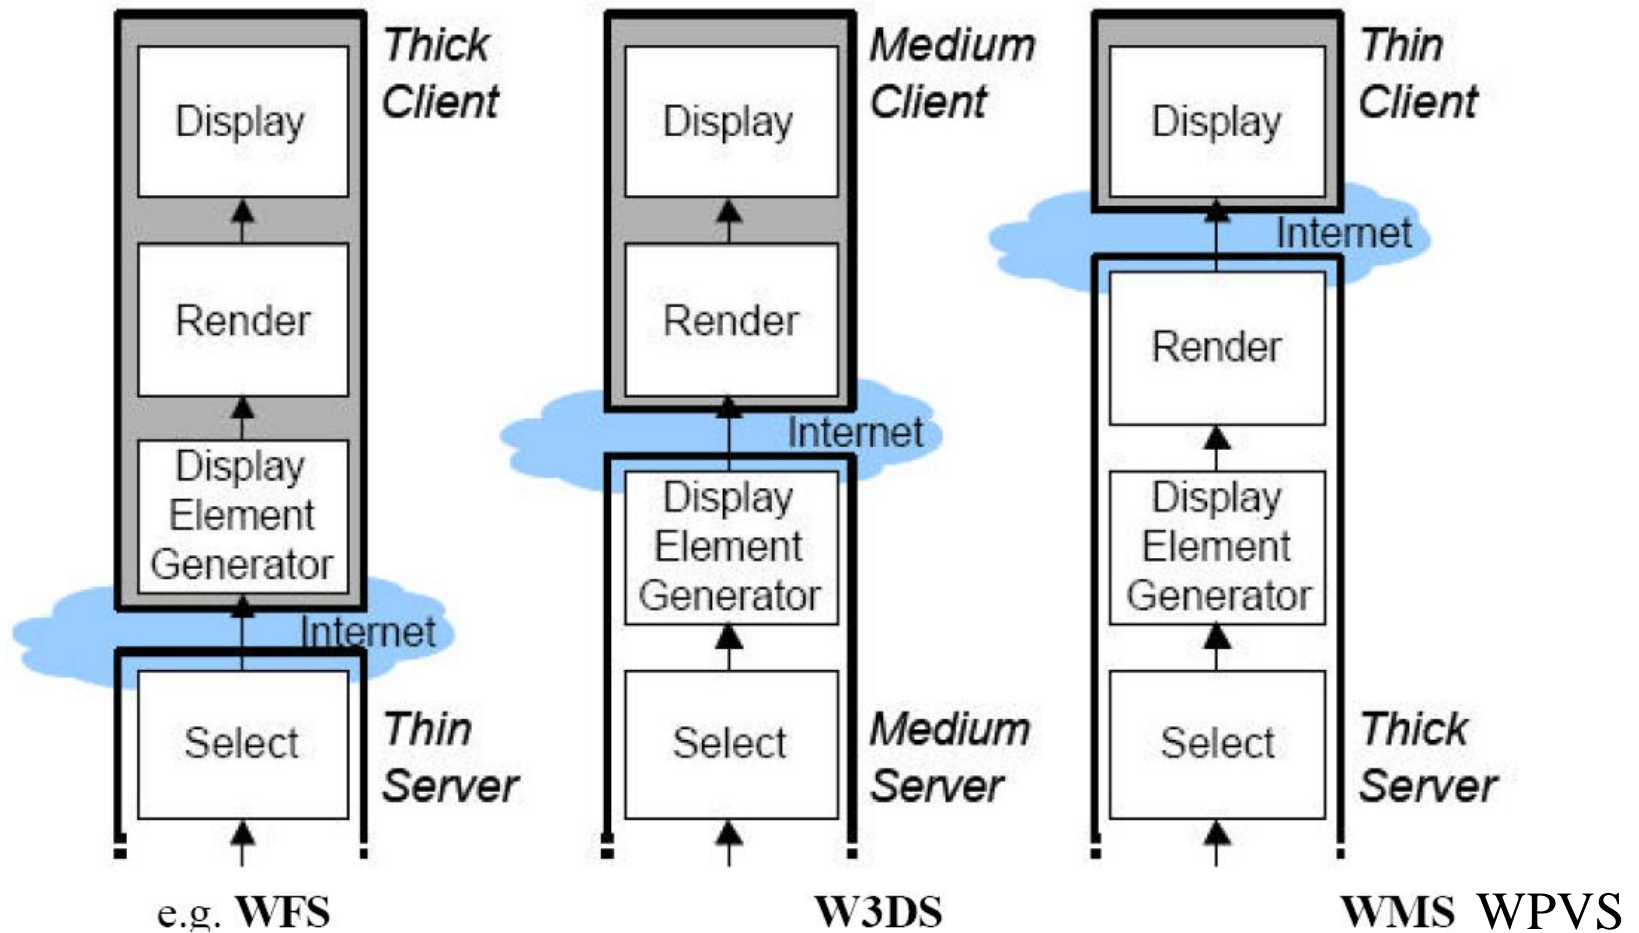 Thick
Client
Display
Render
Display
Element
Generator
Internet
Select
Thin
Server
e.g. WFS
Medium
Client
Display
Render
Internet
Display
Element
Generator
Select
Medium
Server
W3DS
Thin
Client
Display
Internet
Render
Display
Element
Generator
Select
Thick
Server
WMS WPVS